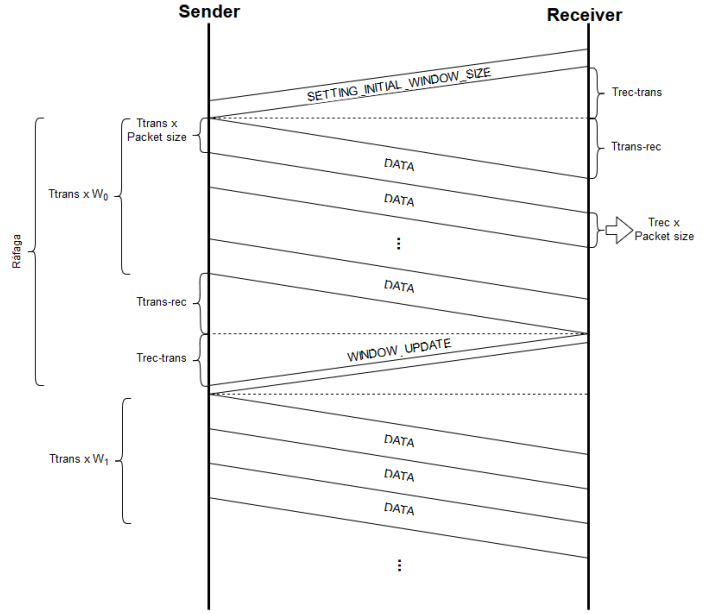 Sender
Receiver
SETTING_INITIAL_WINDOW_SIZE
Trec-trans
Ttrans x
Packet size
Ttrans-rec
DATA
Ttrans x W0
DATA
Trec x
Packet size
...
Ráfaga
DATA
Ttrans-rec
WINDOW_UPDATE
Trec-trans
DATA
Ttrans x W1
DATA
DATA
...